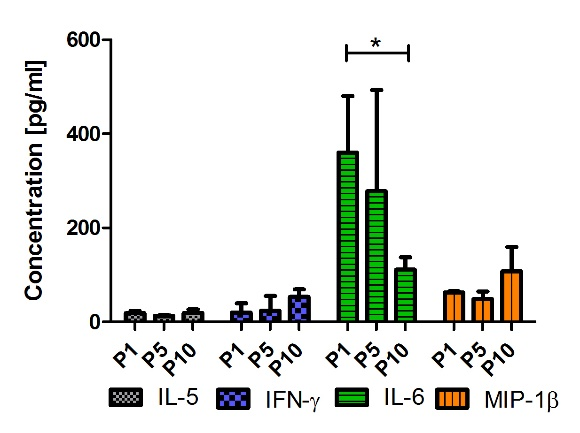 Concentration [pg/ml]
600
400
200
0
*
P1 P5 P10 P1 P5 P10 P1 P5 P10 P1 P5 P10
IL-5 IFN-γ IL-6 MIP-1β